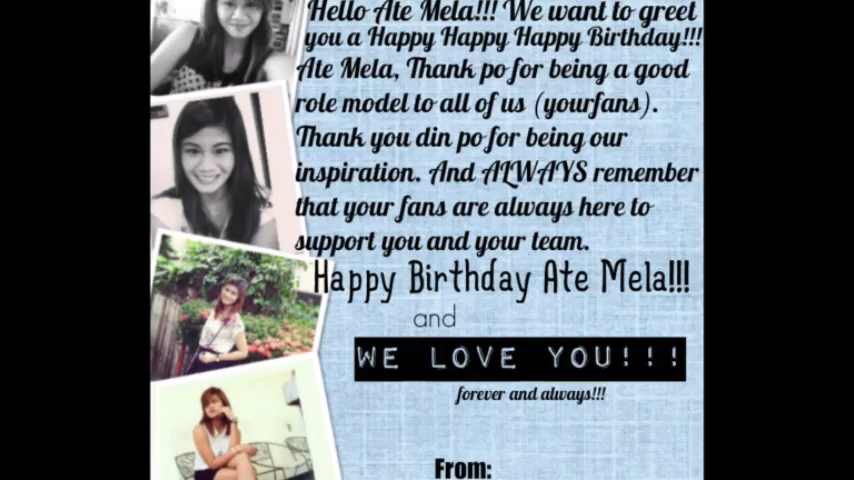 Hello Ate Mela!!! We want to greet
you a Happy Happy Happy Birthday!!!
Ate Mela, Thank po for being a good
role model to all of us (yourfans).
Thank you din po for being our
inspiration. And ALWAYS remember
that your fans are always here to
support you and your team.
Happy Birthday Ate Mela!!!
and
WE LOVE YOU!!!
forever and always!!!
From: